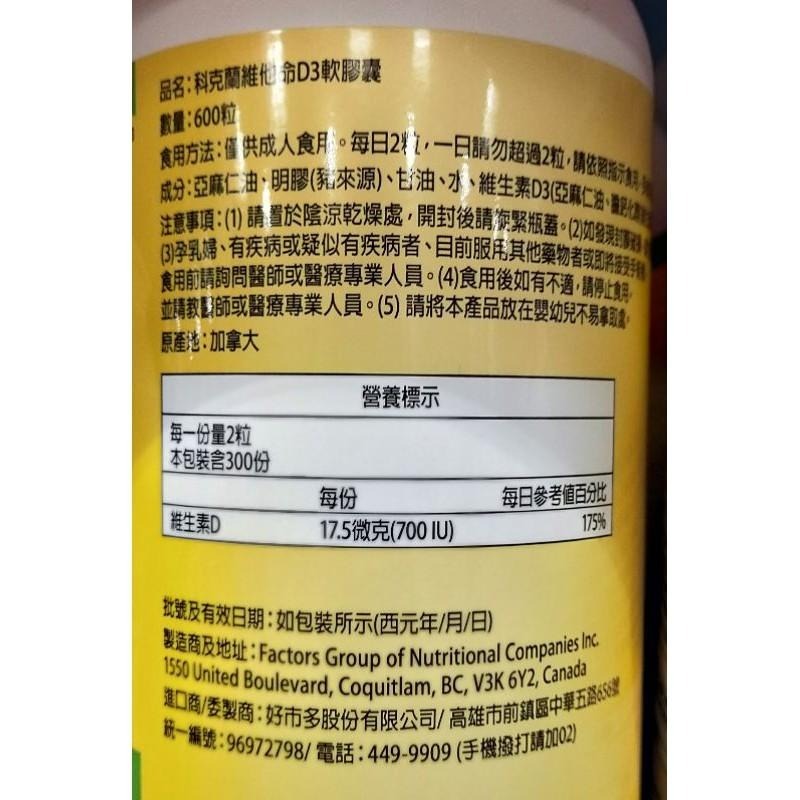 品名：科克蘭維他命D3軟膠囊
數量：600粒
食用方法：僅供成人食用。每日2粒，一日請勿超過2粒，請依照指示食用，
成分：亞麻仁油、明膠(豬來源)、甘油、水、維生素D3(亞麻仁油、
注意事項：(1) 請置於陰涼乾燥處，開封後請旋緊瓶蓋。(2)如發現封膜破損，
(3)孕乳婦、有疾病或疑似有疾病者、目前服用其他藥物者或即將接受手術者，
食用前請詢問醫師或醫療專業人員。(4)食用後如有不適，請停止食用，
並請教醫師或醫療專業人員。(5) 請將本產品放在嬰幼兒不易拿取處。
原產地：加拿大
營養標示
每一份量2粒
本包裝含300份
每份 每日參考值百分比
維生素D 17.5微克(700 IU) 175%
批號及有效日期：如包裝所示(西元年/月/日)
製造商及地址：Factors Group of Nutritional Companies Inc.
1550 United Boulevard, Coquitlam, BC, V3K 6Y2, Canada
進口商/委製商：好市多股份有限公司/ 高雄市前鎮區中華五路656號
統一編號：96972798/ 電話：449-9909 (手機撥打請加02)